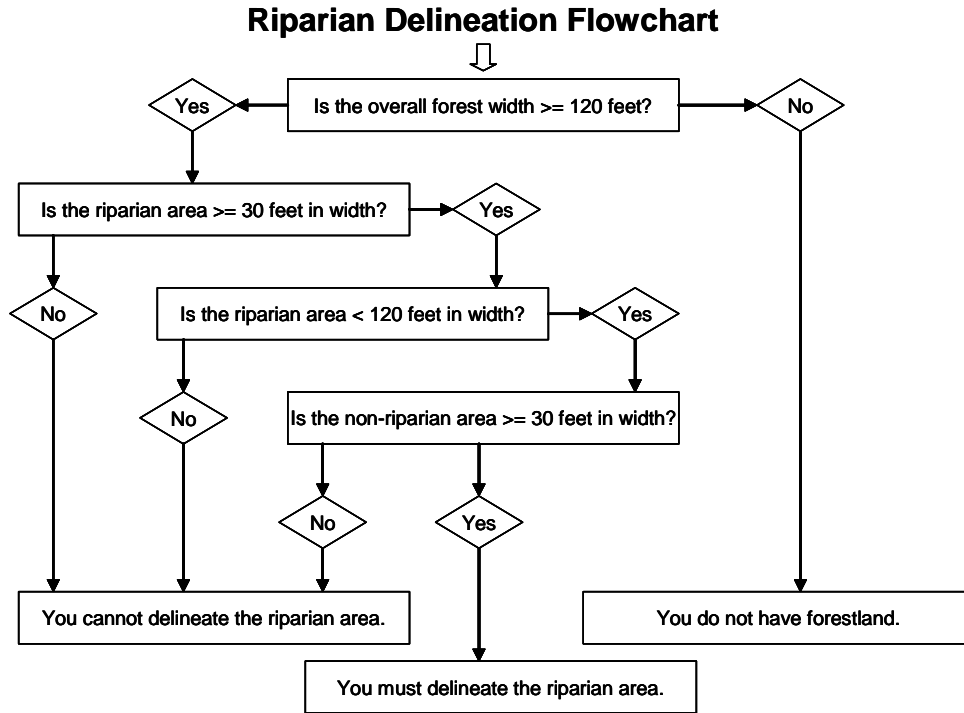 Riparian Delineation Flowchart
Is the overall forest width >= 120 feet?
Yes
No
Is the riparian area >= 30 feet in width?
Yes
No
Is the riparian area < 120 feet in width?
Yes
No
Is the non-riparian area >= 30 feet in width?
No
Yes
You cannot delineate the riparian area.
You do not have forestland.
You must delineate the riparian area.